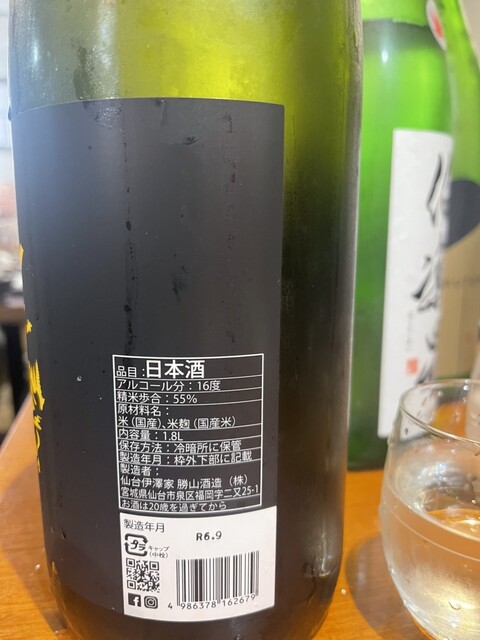 品目:日本酒
アルコール分:16度
精米歩合:55%
原材料名:
米(国産)、米麹(国産米)
内容量:1.8L
保存方法:冷暗所に保管
製造年月:枠外下部に記載
製造者:
仙台伊澤家 勝山酒造(株)
宮城県仙台市泉区福岡字二又25-1
お酒は20歳を過ぎてから
製造年月
R6.9
プラ
キャップ
(中栓)
4 986378 162679